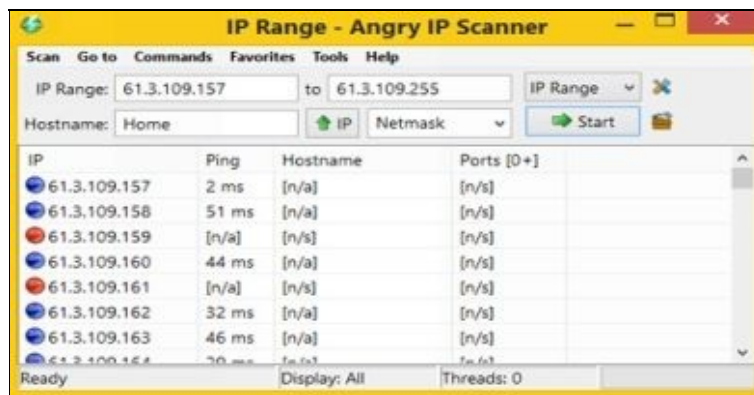 IP Range - Angry IP Scanner
Scan Go to Commands Favorites Tools Help
IP Range: 61.3.109.157 to 61.3.109.255 IP Range
Hostname: Home IP Netmask Start
IP Ping Hostname Ports [0+]
61.3.109.157 2 ms [n/a] [n/s]
61.3.109.158 51 ms [n/a] [n/s]
61.3.109.159 [n/a] [n/s] [n/s]
61.3.109.160 44 ms [n/a] [n/s]
61.3.109.161 [n/a] [n/s] [n/s]
61.3.109.162 32 ms [n/a] [n/s]
61.3.109.163 46 ms [n/a] [n/s]
Ready Display: All Threads: 0